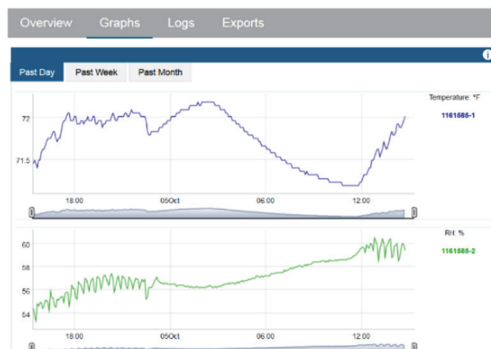 Overview Graphs Logs Exports
i
Past Day Past Week Past Month
Temperature: °F
1161585-1
72
71.5
18:00 05Oct 06:00 12:00
RH: %
1161585-2
60
58
56
54
18:00 05Oct 06:00 12:00